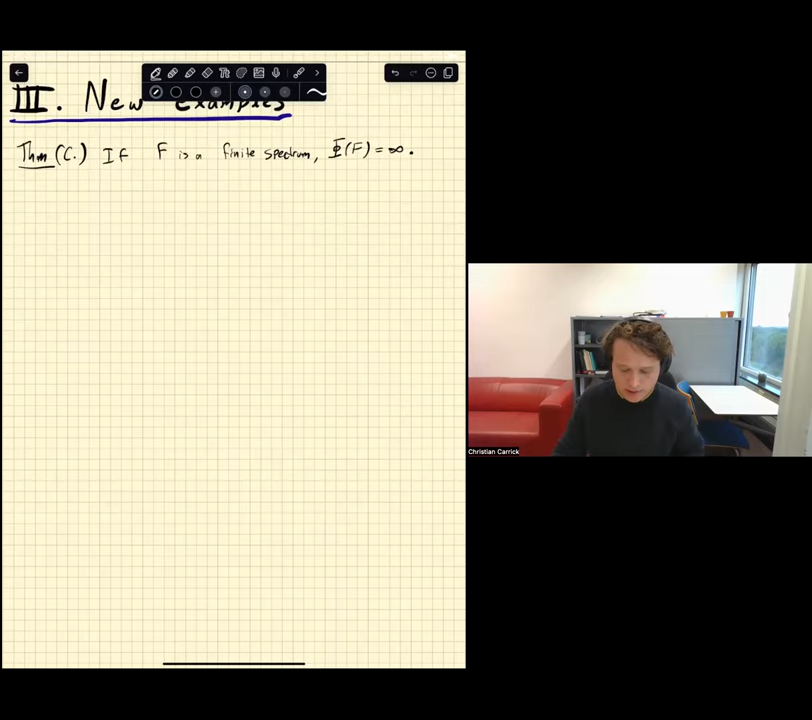 III. New Examples
Thm (C.) If F is a finite spectrum, Φ(F) = ∞.
Christian Carrick